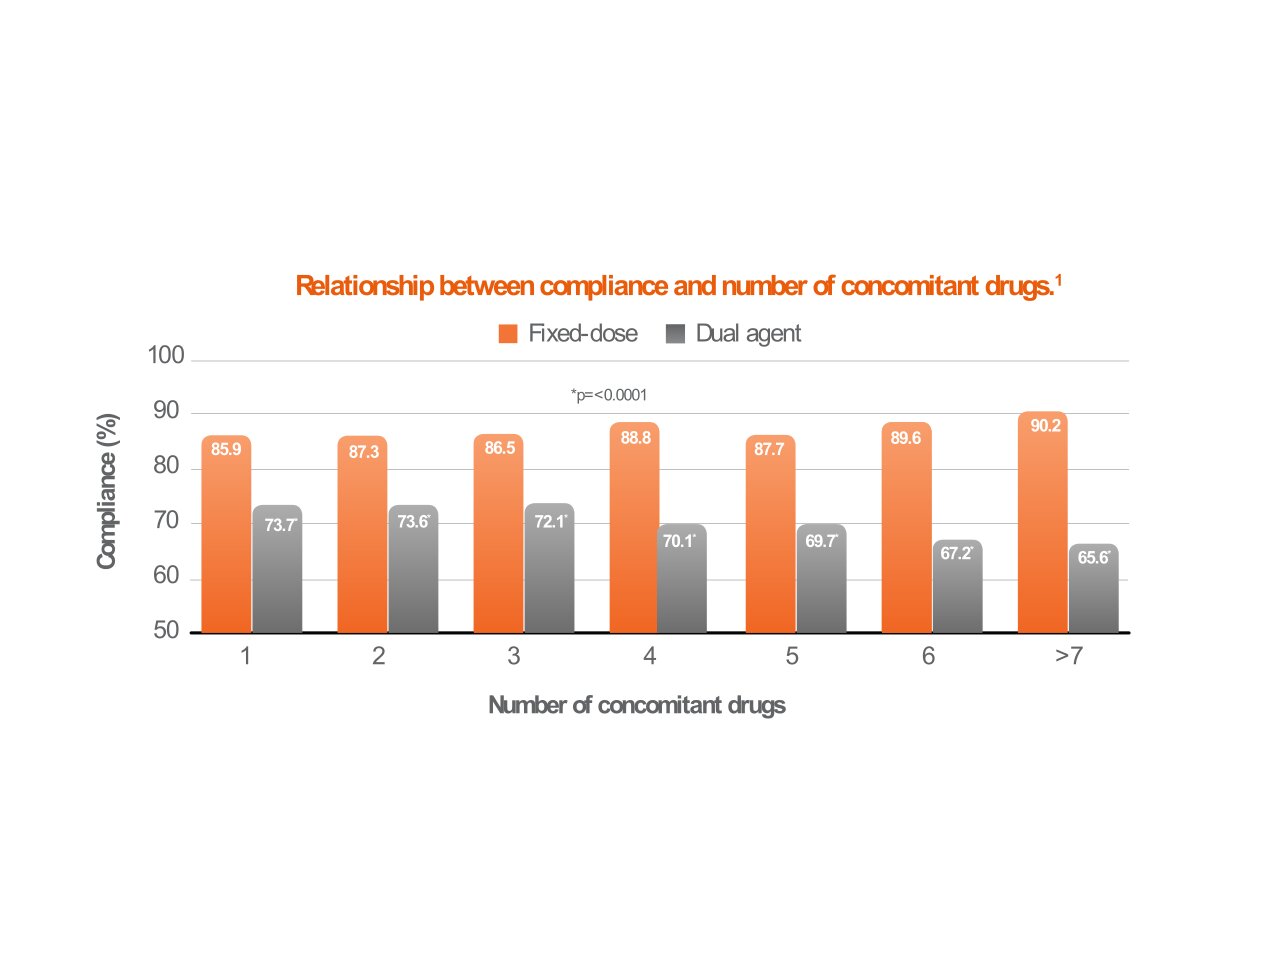 Relationship between compliance and number of concomitant drugs.¹
Fixed-dose Dual agent
100
*p=<0.0001
90
80
70
60
50
Compliance (%)
85.9 73.7* 87.3 73.6* 86.5 72.1* 88.8 70.1* 87.7 69.7* 89.6 67.2* 90.2 65.6*
1 2 3 4 5 6 >7
Number of concomitant drugs